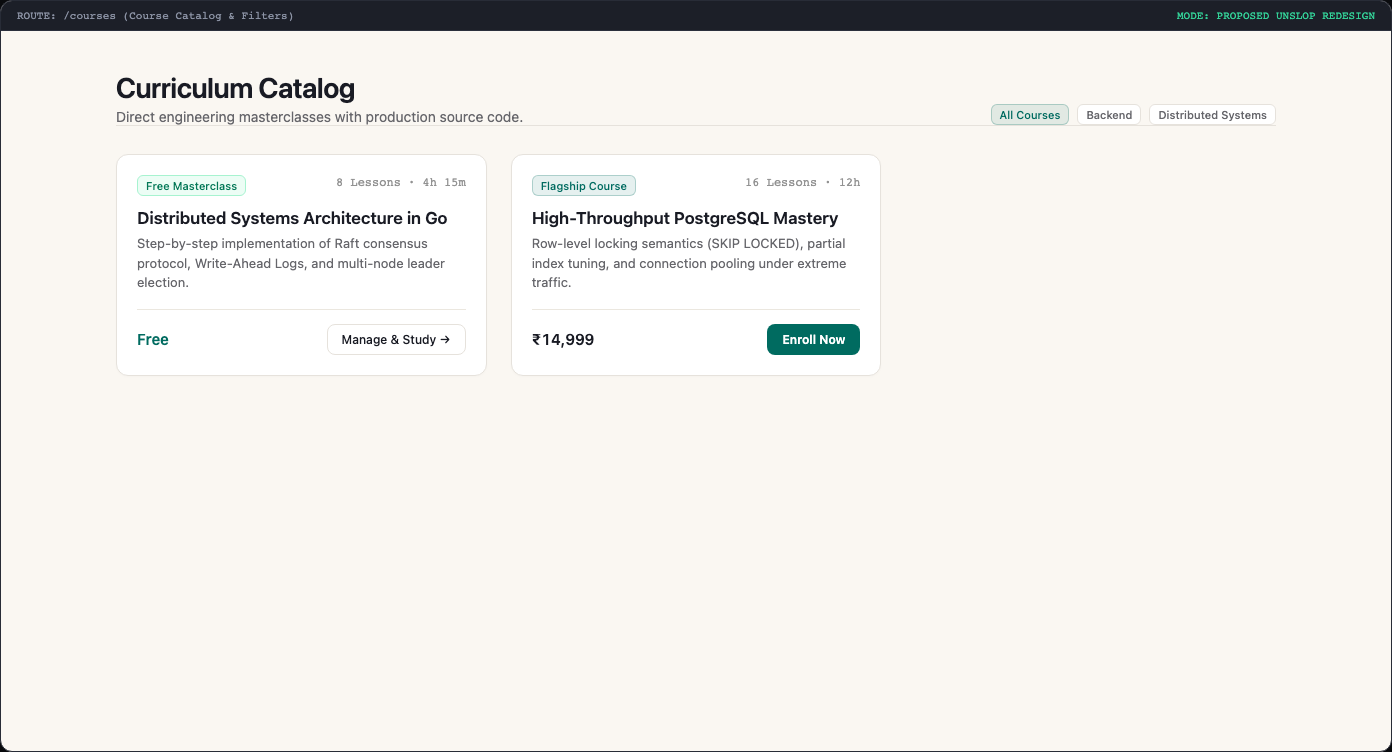 ROUTE: /courses (Course Catalog & Filters)
MODE: PROPOSED UNSLOP REDESIGN
Curriculum Catalog
Direct engineering masterclasses with production source code.
All Courses
Backend
Distributed Systems
Free Masterclass
8 Lessons · 4h 15m
Distributed Systems Architecture in Go
Step-by-step implementation of Raft consensus
protocol, Write-Ahead Logs, and multi-node leader
election.
Free
Manage & Study →
Flagship Course
16 Lessons · 12h
High-Throughput PostgreSQL Mastery
Row-level locking semantics (SKIP LOCKED), partial
index tuning, and connection pooling under extreme
traffic.
₹14,999
Enroll Now